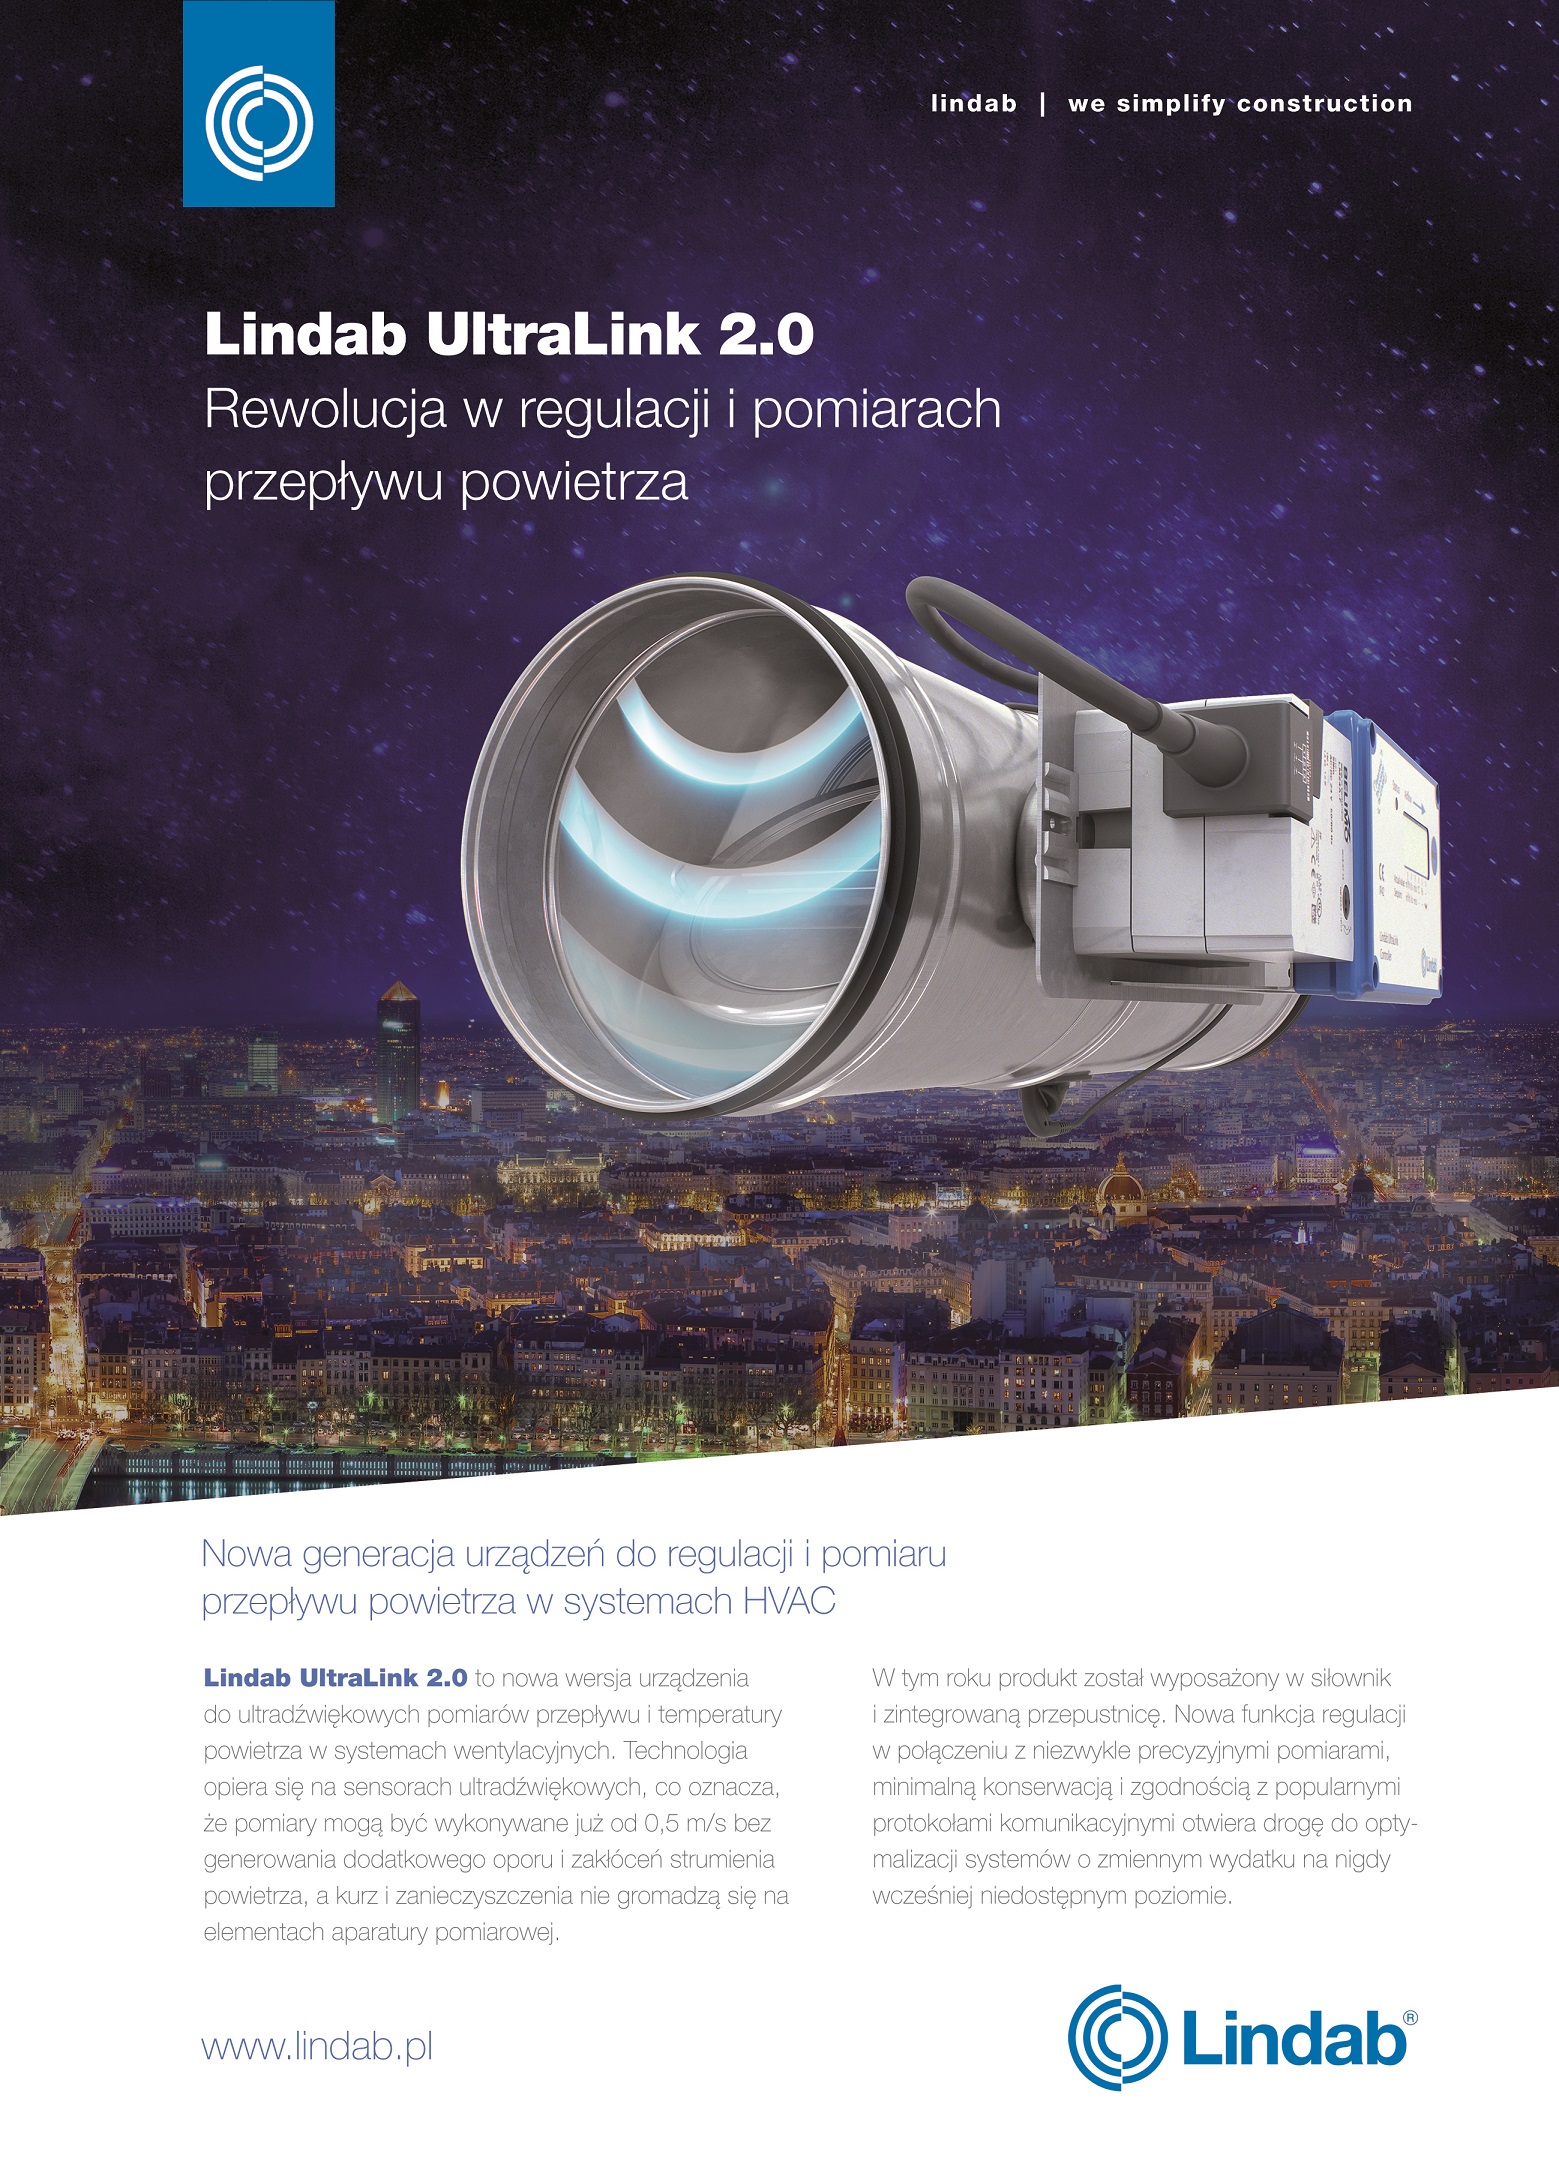 lindab | we simplify construction
Lindab UltraLink 2.0
Rewolucja w regulacji i pomiarach
przepływu powietrza
BELIMO
Nowa generacja urządzeń do regulacji i pomiaru
przepływu powietrza w systemach HVAC
Lindab UltraLink 2.0 to nowa wersja urządzenia
do ultradźwiękowych pomiarów przepływu i temperatury
powietrza w systemach wentylacyjnych. Technologia
opiera się na sensorach ultradźwiękowych, co oznacza,
że pomiary mogą być wykonywane już od 0,5 m/s bez
generowania dodatkowego oporu i zakłóceń strumienia
powietrza, a kurz i zanieczyszczenia nie gromadzą się na
elementach aparatury pomiarowej.
W tym roku produkt został wyposażony w siłownik
i zintegrowaną przepustnicę. Nowa funkcja regulacji
w połączeniu z niezwykle precyzyjnymi pomiarami,
minimalną konserwacją i zgodnością z popularnymi
protokołami komunikacyjnymi otwiera drogę do opty-
malizacji systemów o zmiennym wydatku na nigdy
wcześniej niedostępnym poziomie.
www.lindab.pl
Lindab®